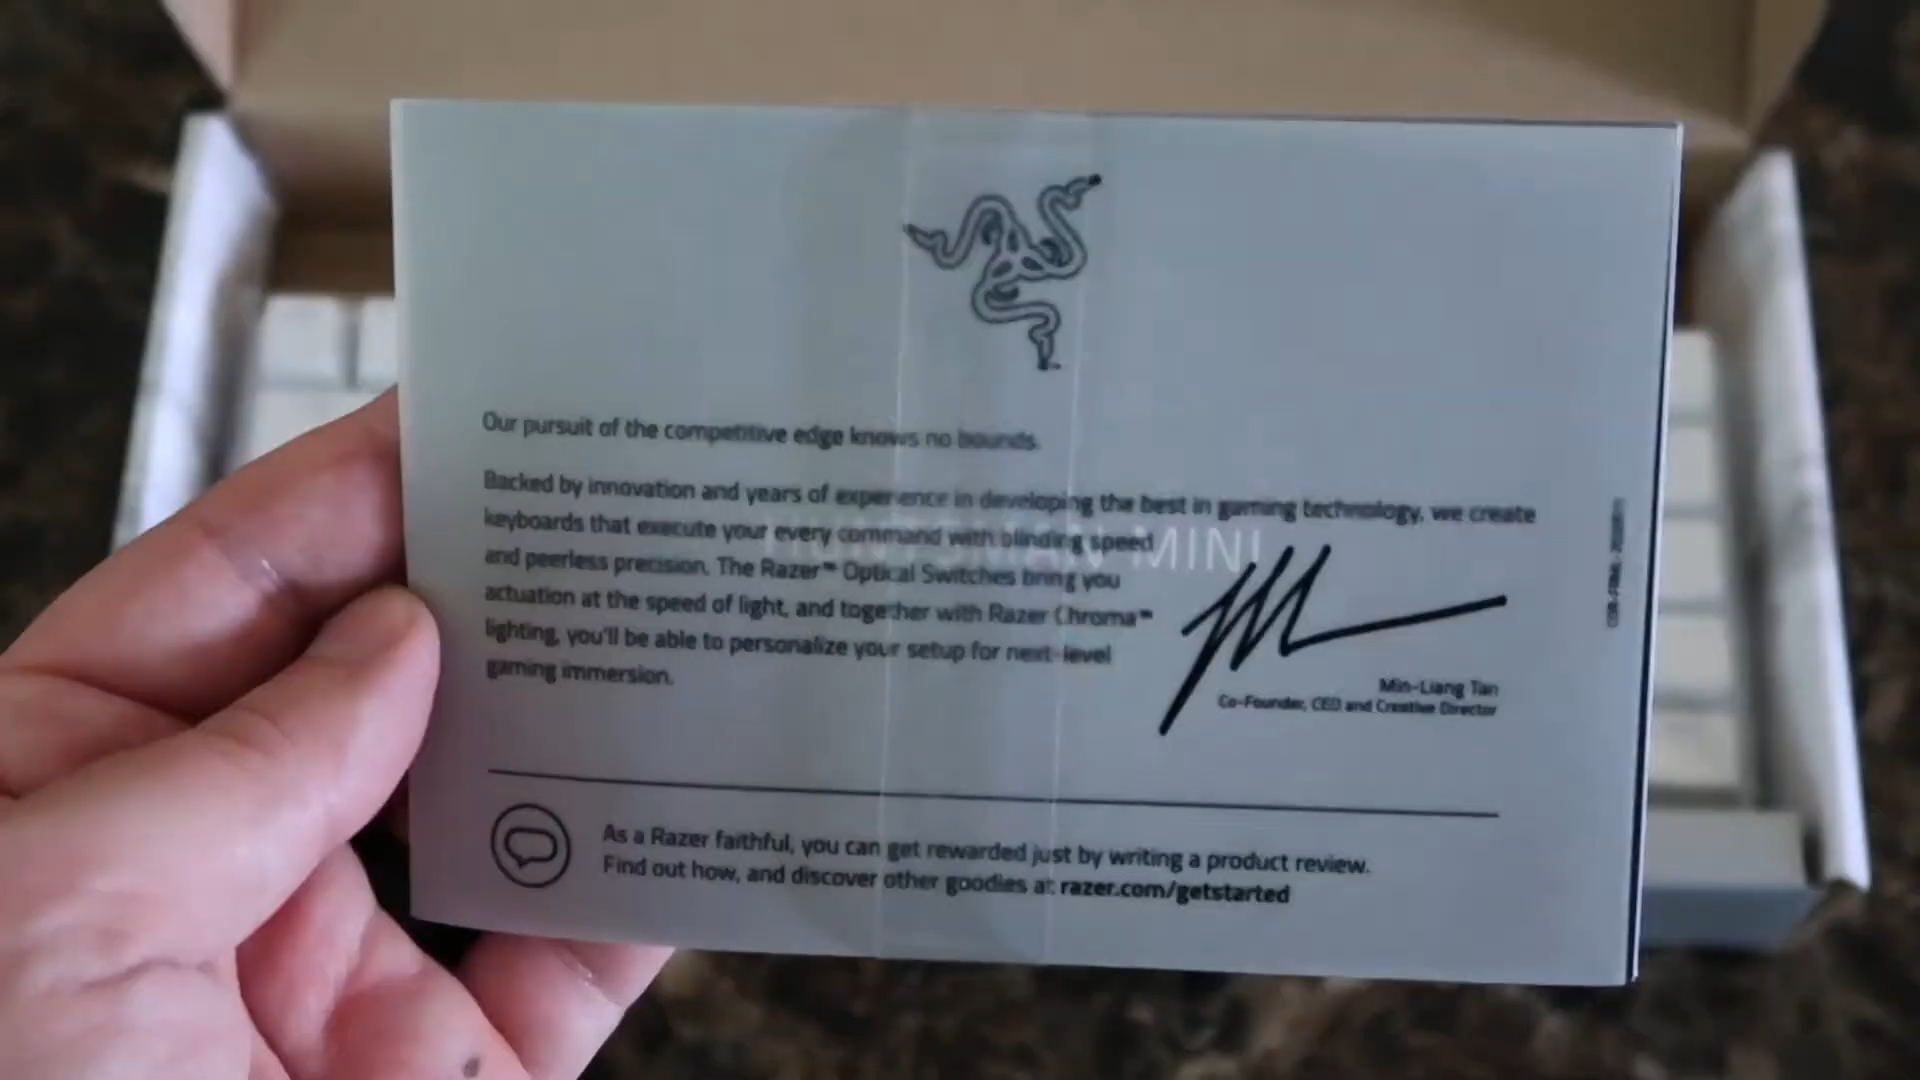 Our pursuit of the competitive edge knows no bounds.
Backed by innovation and years of experience in developing the best in gaming technology, we create
keyboards that execute your every command with blinding speed
and peerless precision. The Razer™ Optical Switches bring you
actuation at the speed of light, and together with Razer Chroma™
lighting, you'll be able to personalize your setup for next-level
gaming immersion.
HUNTSMAN MINI
Min-Liang Tan
Co-Founder, CEO and Creative Director
As a Razer faithful, you can get rewarded just by writing a product review.
Find out how, and discover other goodies at razer.com/getstarted